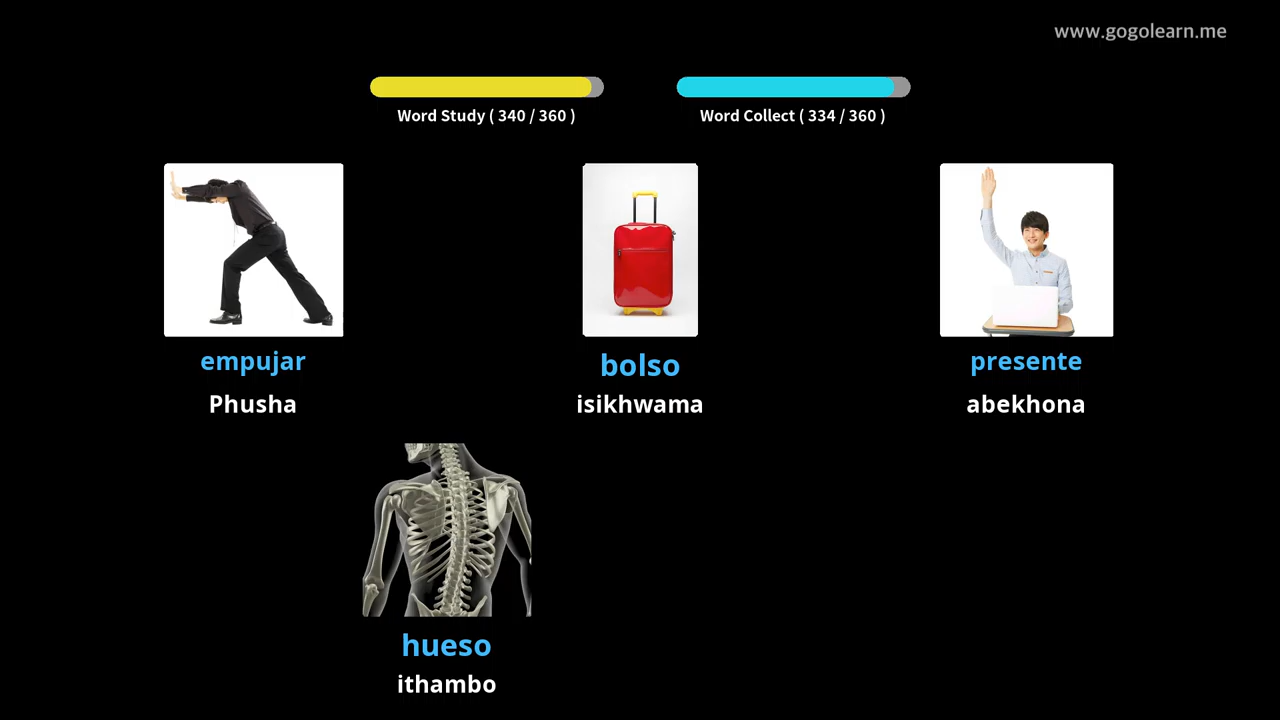 www.gogolearn.me
Word Study ( 340 / 360 )
Word Collect ( 334 / 360 )
empujar
Phusha
bolso
isikhwama
presente
abekhona
hueso
ithambo